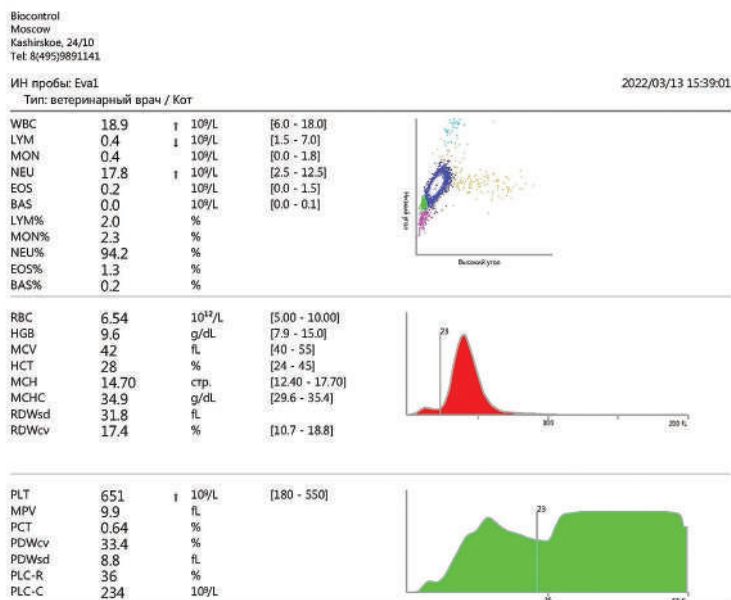 Biocontrol
Moscow
Kashirskoe, 24/10
Tel: 8(495)9891141
ИН пробы: Eva1 2022/03/13 15:39:01
Тип: ветеринарный врач / Кот
WBC 18.9 ↑ 10⁹/L [6.0 - 18.0]
LYM 0.4 ↓ 10⁹/L [1.5 - 7.0]
MON 0.4 10⁹/L [0.0 - 1.8]
NEU 17.8 ↑ 10⁹/L [2.5 - 12.5]
EOS 0.2 10⁹/L [0.0 - 1.5]
BAS 0.0 10⁹/L [0.0 - 0.1]
LYM% 2.0 %
MON% 2.3 %
NEU% 94.2 %
EOS% 1.3 %
BAS% 0.2 %
Низкий угол
Высокий угол
RBC 6.54 10¹²/L [5.00 - 10.00]
HGB 9.6 g/dL [7.9 - 15.0]
MCV 42 fL [40 - 55]
HCT 28 % [24 - 45]
MCH 14.70 стр. [12.40 - 17.70]
MCHC 34.9 g/dL [29.6 - 35.4]
RDWsd 31.8 fL
RDWcv 17.4 % [10.7 - 18.8]
23
200 fL
PLT 651 ↑ 10⁹/L [180 - 550]
MPV 9.9 fL
PCT 0.64 %
PDWcv 33.4 %
PDWsd 8.8 fL
PLC-R 36 %
PLC-C 234 10⁹/L
23